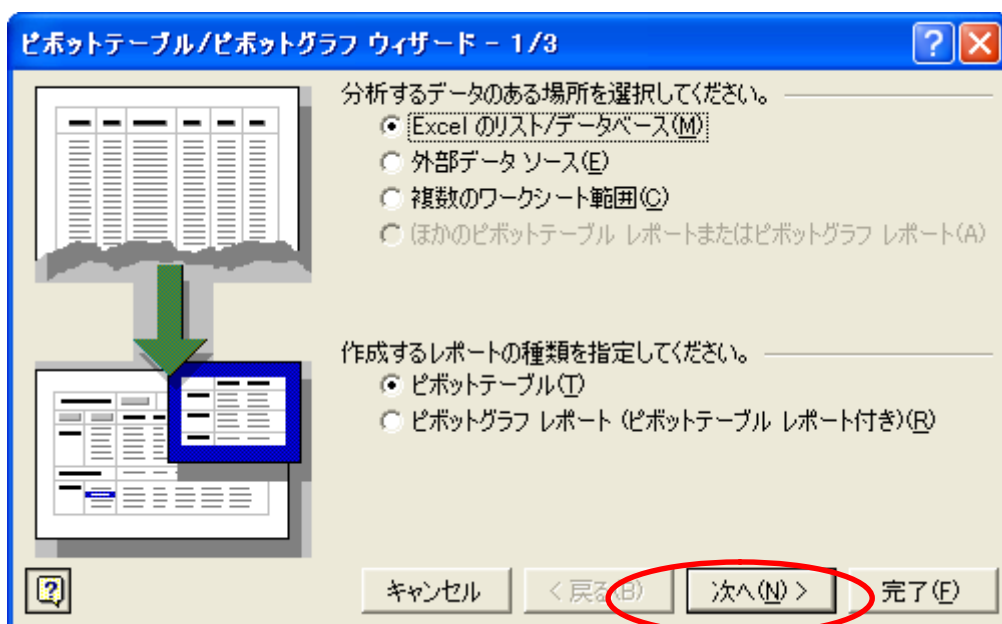 ピボットテーブル/ピボットグラフ ウィザード - 1/3
分析するデータのある場所を選択してください。
Excel のリスト/データベース(M)
外部データ ソース(E)
複数のワークシート範囲(C)
ほかのピボットテーブル レポートまたはピボットグラフ レポート(A)
作成するレポートの種類を指定してください。
ピボットテーブル(T)
ピボットグラフ レポート (ピボットテーブル レポート付き)(R)
キャンセル
< 戻る(B)
次へ(N) >
完了(F)